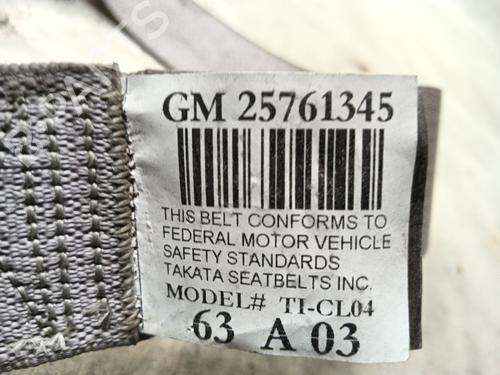 GM 25761345
THIS BELT CONFORMS TO
FEDERAL MOTOR VEHICLE
SAFETY STANDARDS
TAKATA SEATBELTS INC.
MODEL# TI-CL04
63 A 03